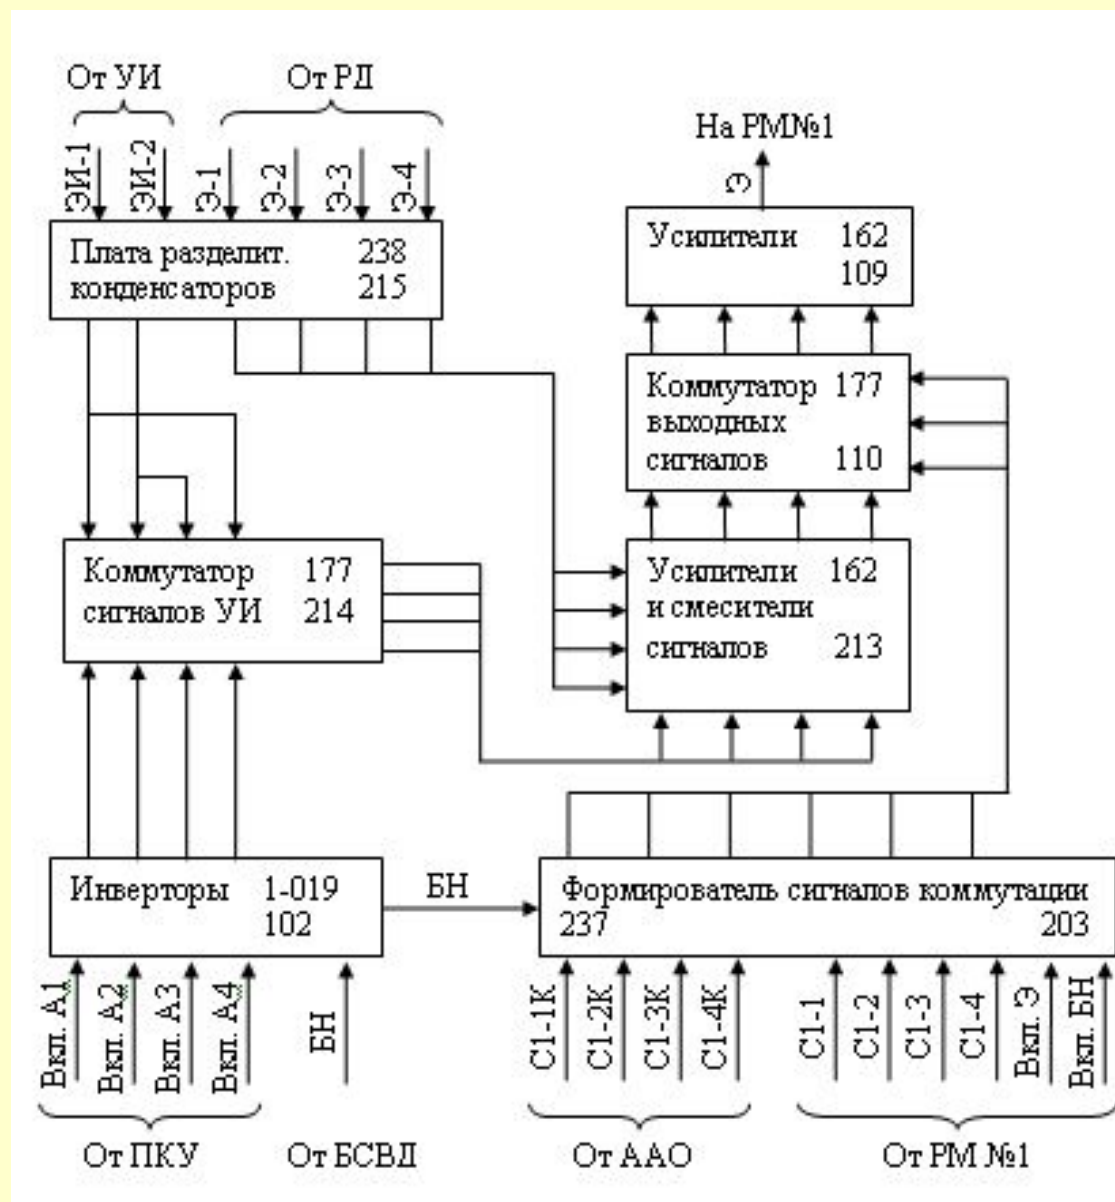 От УИ
От РД
На РМ№1
ЭИ-1
ЭИ-2
Э-1
Э-2
Э-3
Э-4
Э
Плата разделит. 238
конденсаторов 215
Усилители 162
109
Коммутатор 177
выходных
сигналов 110
Коммутатор 177
сигналов УИ 214
Усилители 162
и смесители
сигналов 213
Инверторы 1-019
102
БН
Формирователь сигналов коммутации
237 203
Вкл. А1
Вкл. А2
Вкл. А3
Вкл. А4
БН
С1-1К
С1-2К
С1-3К
С1-4К
С1-1
С1-2
С1-3
С1-4
Вкл. Э
Вкл. БН
От ПКУ
От БСВД
От ААО
От РМ №1